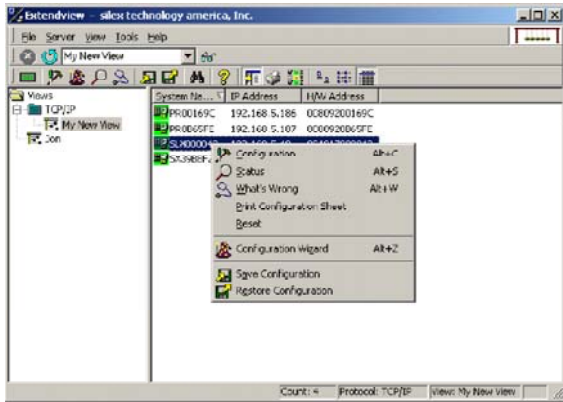 Extendview - silex technology america, Inc.
File Server View Tools Help
My New View
Views
TCP/IP
My New View
Jon
System Na... IP Address H/W Address
PR00169C 192.168.5.186 00809200169C
192.168.5.107
Configuration Alt+C
Status Alt+S
What's Wrong Alt+W
Print Configuration Sheet
Reset
Configuration Wizard Alt+Z
Save Configuration
Restore Configuration
Count: 4 Protocol: TCP/IP View: My New View